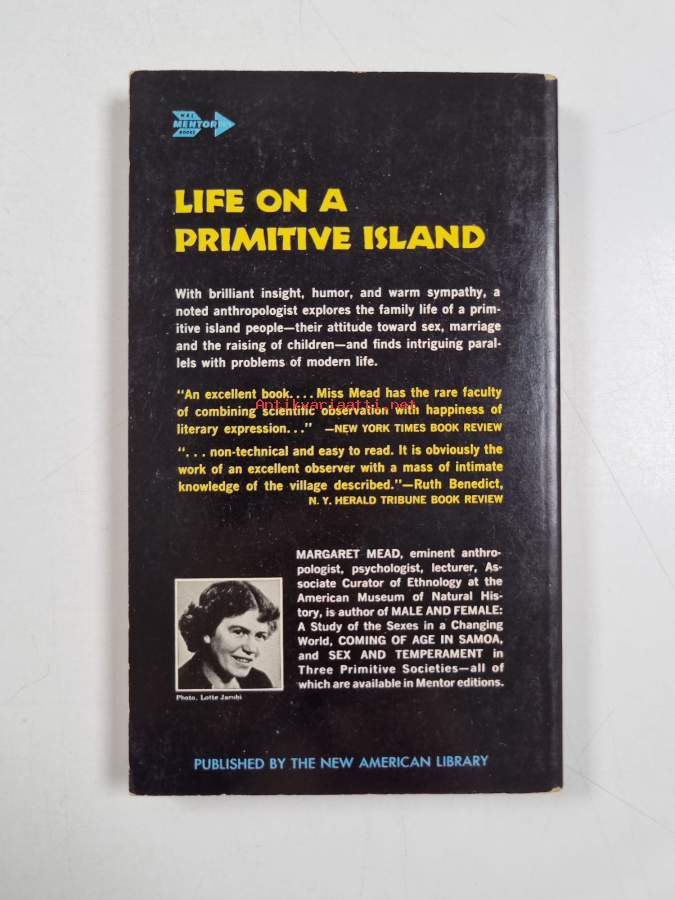 NAL
MENTOR
BOOKS
LIFE ON A
PRIMITIVE ISLAND
With brilliant insight, humor, and warm sympathy, a
noted anthropologist explores the family life of a prim-
itive island people—their attitude toward sex, marriage
and the raising of children—and finds intriguing paral-
lels with problems of modern life.
"An excellent book.... Miss Mead has the rare faculty
Antikvariaatti.net
of combining scientific observation with happiness of
literary expression..." —NEW YORK TIMES BOOK REVIEW
"... non-technical and easy to read. It is obviously the
work of an excellent observer with a mass of intimate
knowledge of the village described."—Ruth Benedict,
N. Y. HERALD TRIBUNE BOOK REVIEW
MARGARET MEAD, eminent anthro-
pologist, psychologist, lecturer, As-
sociate Curator of Ethnology at the
American Museum of Natural His-
tory, is author of MALE AND FEMALE:
A Study of the Sexes in a Changing
World, COMING OF AGE IN SAMOA,
and SEX AND TEMPERAMENT in
Three Primitive Societies—all of
which are available in Mentor editions.
Photo. Lotte Jacobi
PUBLISHED BY THE NEW AMERICAN LIBRARY